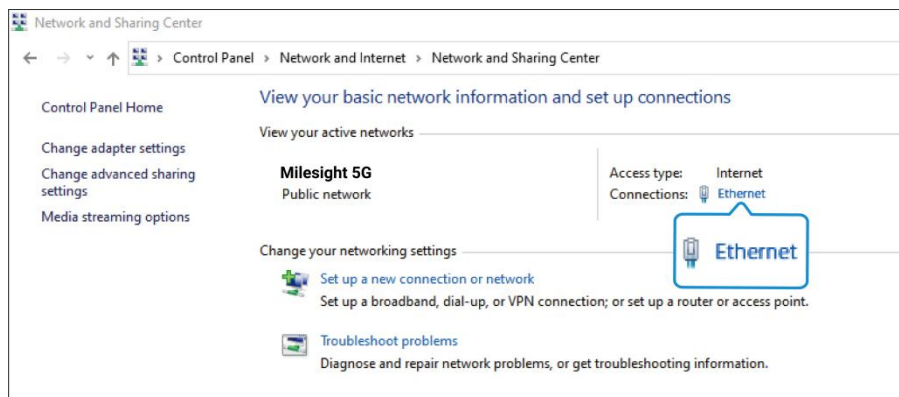 Network and Sharing Center
Control Panel > Network and Internet > Network and Sharing Center
Control Panel Home
Change adapter settings
Change advanced sharing
settings
Media streaming options
View your basic network information and set up connections
View your active networks
Milesight 5G
Public network
Access type: Internet
Connections: Ethernet
Ethernet
Change your networking settings
Set up a new connection or network
Set up a broadband, dial-up, or VPN connection; or set up a router or access point.
Troubleshoot problems
Diagnose and repair network problems, or get troubleshooting information.